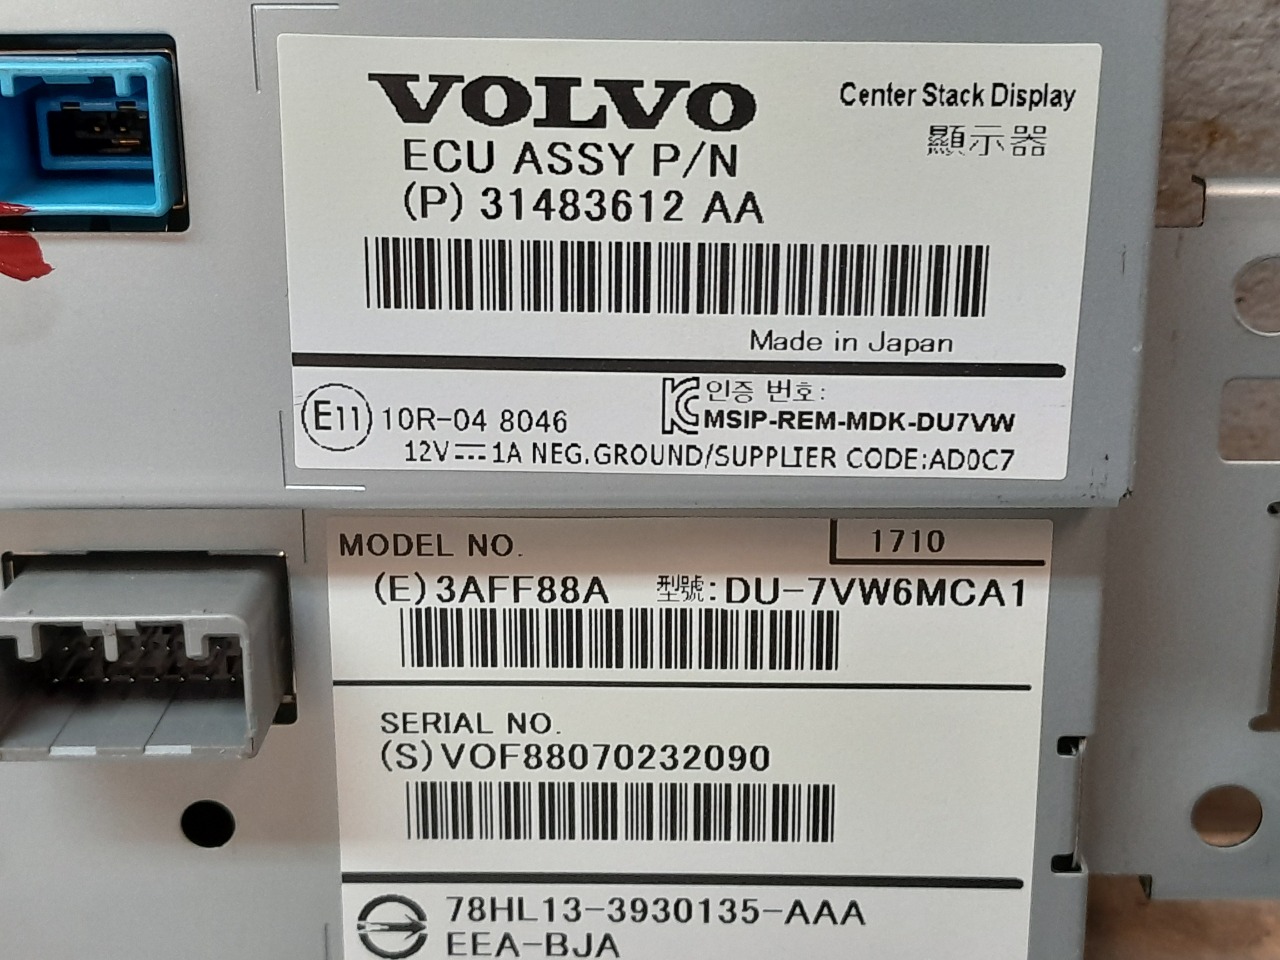 VOLVO
Center Stack Display
顯示器
ECU ASSY P/N
(P) 31483612 AA
Made in Japan
E11 10R-04 8046
인증 번호:
MSIP-REM-MDK-DU7VW
12V⎓1A NEG.GROUND/SUPPLIER CODE:AD0C7
MODEL NO.
1710
(E)3AFF88A 型號:DU-7VW6MCA1
SERIAL NO.
(S)VOF88070232090
78HL13-3930135-AAA
EEA-BJA